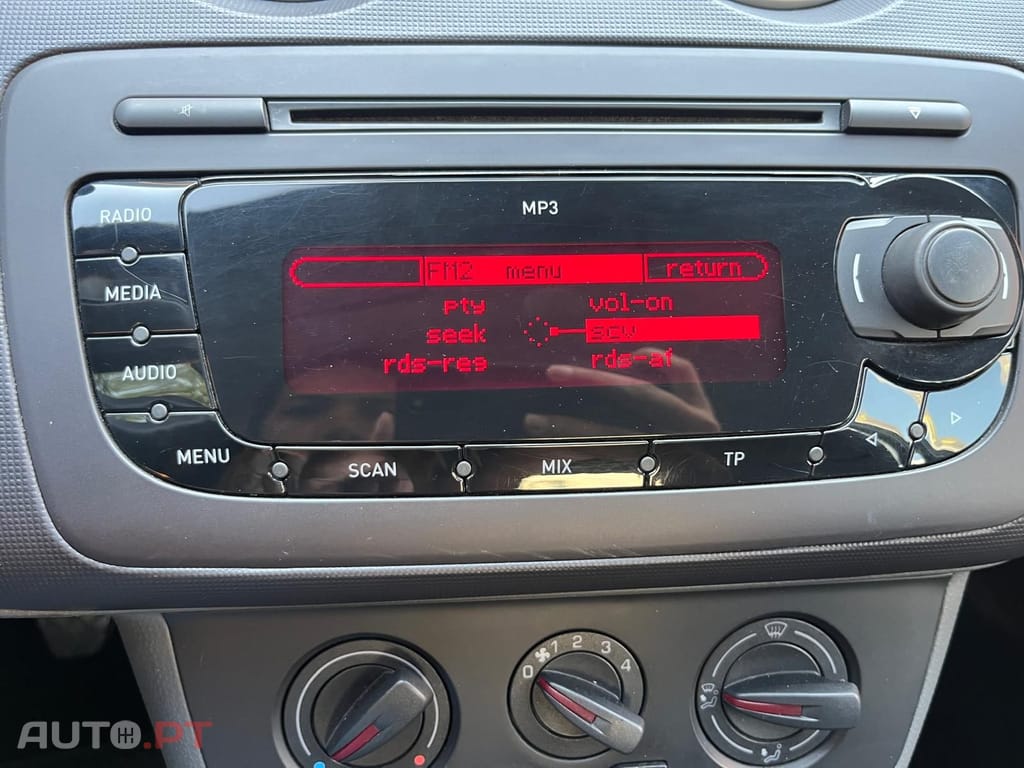 MP3
RADIO
FM2 menu return
MEDIA
pty vol-on
seek scv
rds-reg rds-af
AUDIO
MENU SCAN MIX TP
0 1 2 3 4
AUTO.PT